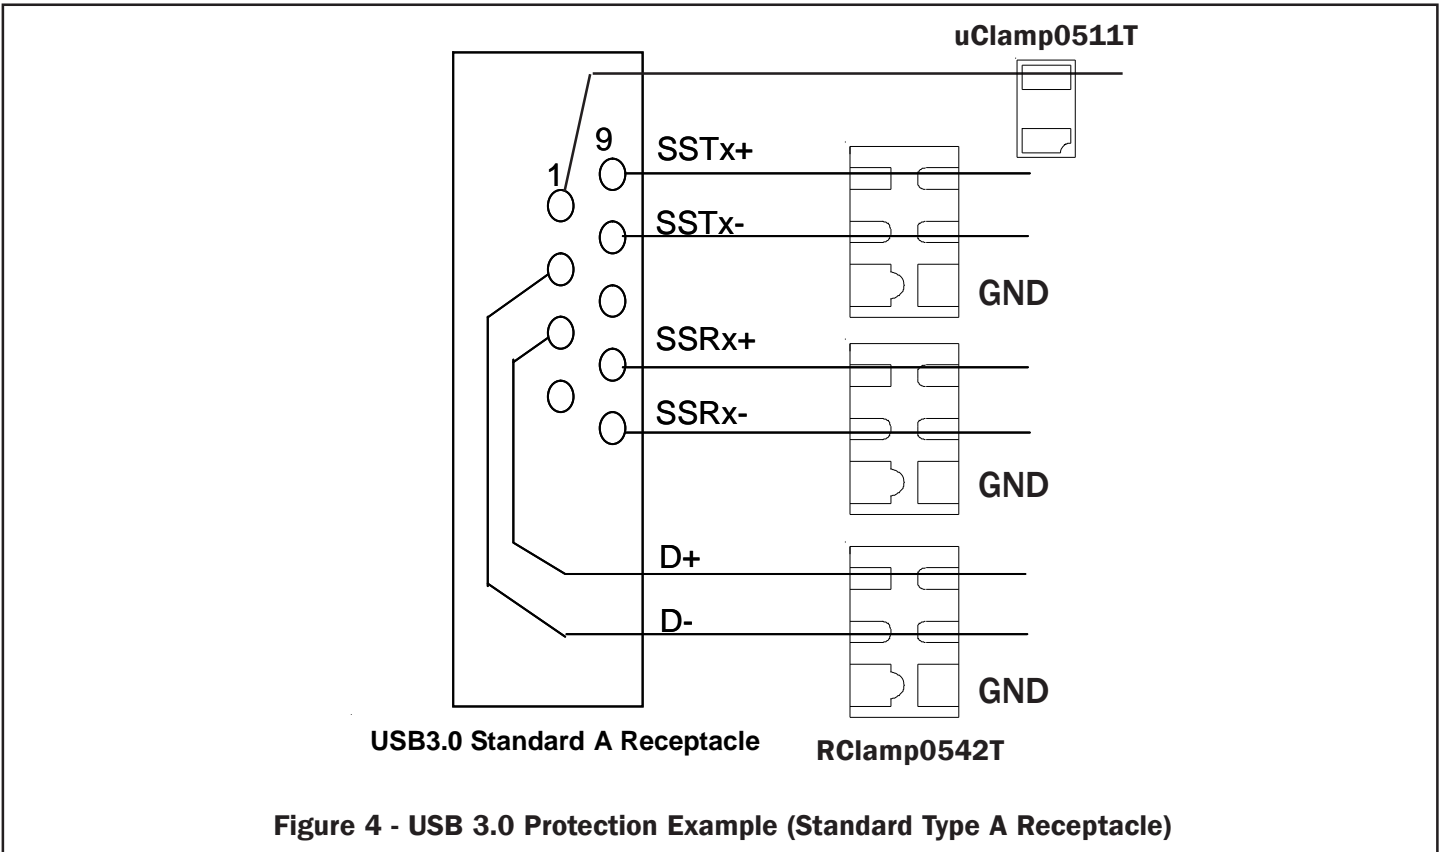 uClamp0511T
9
SSTx+
1
SSTx-
GND
SSRx+
SSRx-
GND
D+
D-
GND
USB3.0 Standard A Receptacle
RClamp0542T
Figure 4 - USB 3.0 Protection Example (Standard Type A Receptacle)